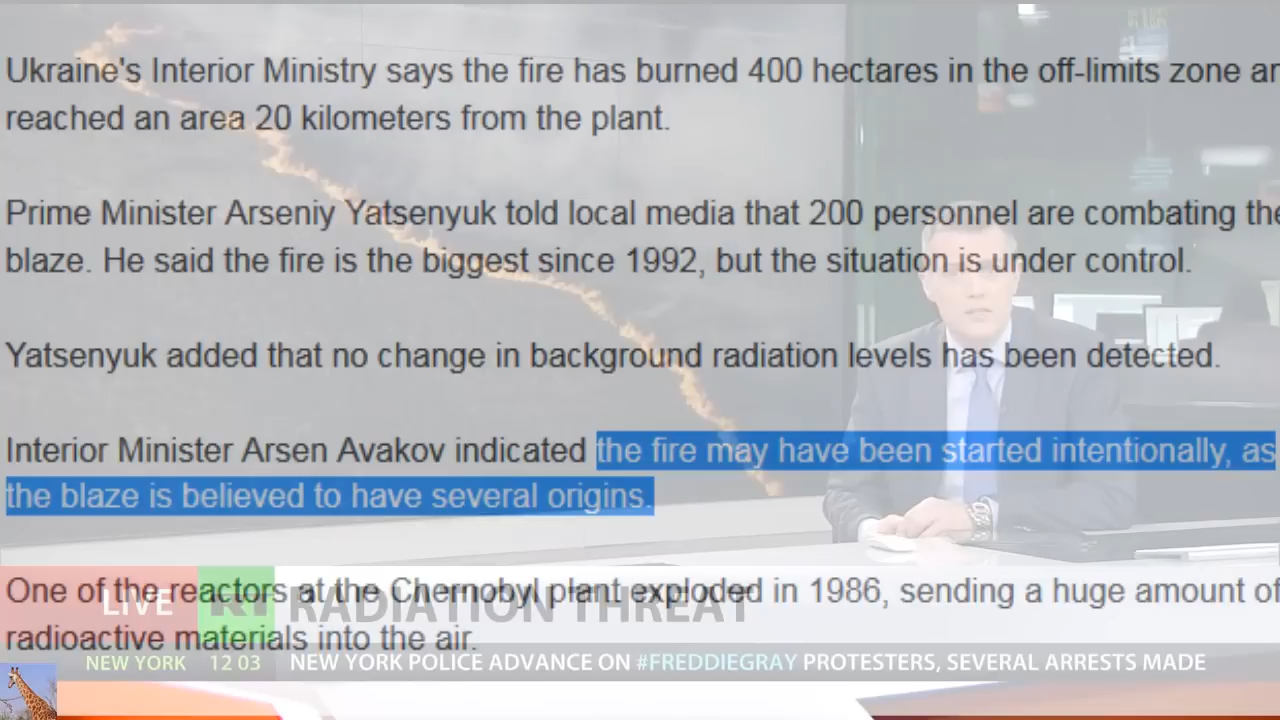 Ukraine's Interior Ministry says the fire has burned 400 hectares in the off-limits zone an
reached an area 20 kilometers from the plant.
Prime Minister Arseniy Yatsenyuk told local media that 200 personnel are combating the
blaze. He said the fire is the biggest since 1992, but the situation is under control.
Yatsenyuk added that no change in background radiation levels has been detected.
Interior Minister Arsen Avakov indicated the fire may have been started intentionally, as
the blaze is believed to have several origins.
One of the reactors at the Chernobyl plant exploded in 1986, sending a huge amount of
radioactive materials into the air.
LIVE RT RADIATION THREAT
NEW YORK 12 03 NEW YORK POLICE ADVANCE ON #FREDDIEGRAY PROTESTERS, SEVERAL ARRESTS MADE